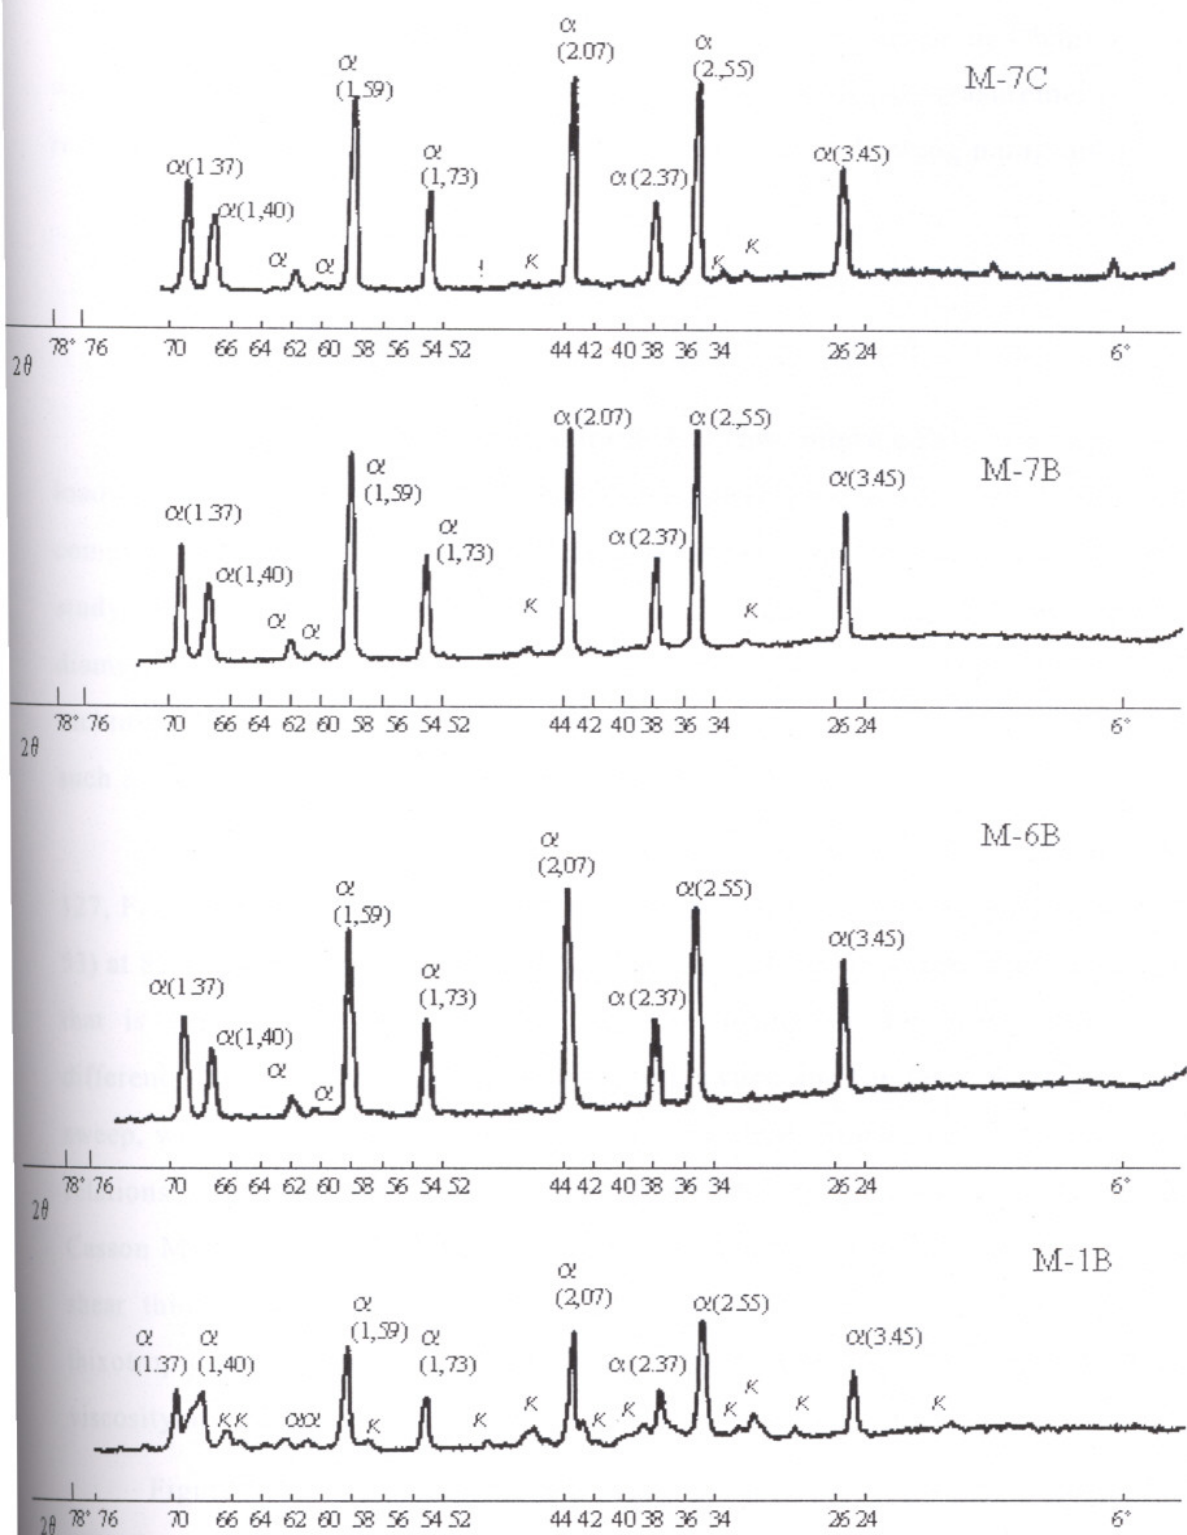 α
(2.07)
α
(2.,55)
M-7C
α
(1,59)
α(1.37)
α
(1,73)
α(2.37)
α(3.45)
α(1,40)
α
α
!
K
K
K
78° 76 70 66 64 62 60 58 56 54 52 44 42 40 38 36 34 26 24 6°
2θ
α(2.07)
α(2.,55)
M-7B
α
(1,59)
α(3.45)
α(1.37)
α
(1,73)
α(2.37)
α(1,40)
α
α
K
K
78° 76 70 66 64 62 60 58 56 54 52 44 42 40 38 36 34 26 24 6°
2θ
such
M-6B
α
(2,07)
α
(1,59)
α(2.55)
α(3.45)
α(1.37)
α
(1,73)
α(2.37)
α(1,40)
α
α
78° 76 70 66 64 62 60 58 56 54 52 44 42 40 38 36 34 26 24 6°
2θ
M-1B
α
(2,07)
α
(1,59)
α(2.55)
α
(1.37)
α
(1,40)
α
(1,73)
α(2.37)
α(3.45)
K K
α α
K
K
K
K
K
K
K
K
K
78° 76 70 66 64 62 60 58 56 54 52 44 42 40 38 36 34 26 24 6°
2θ